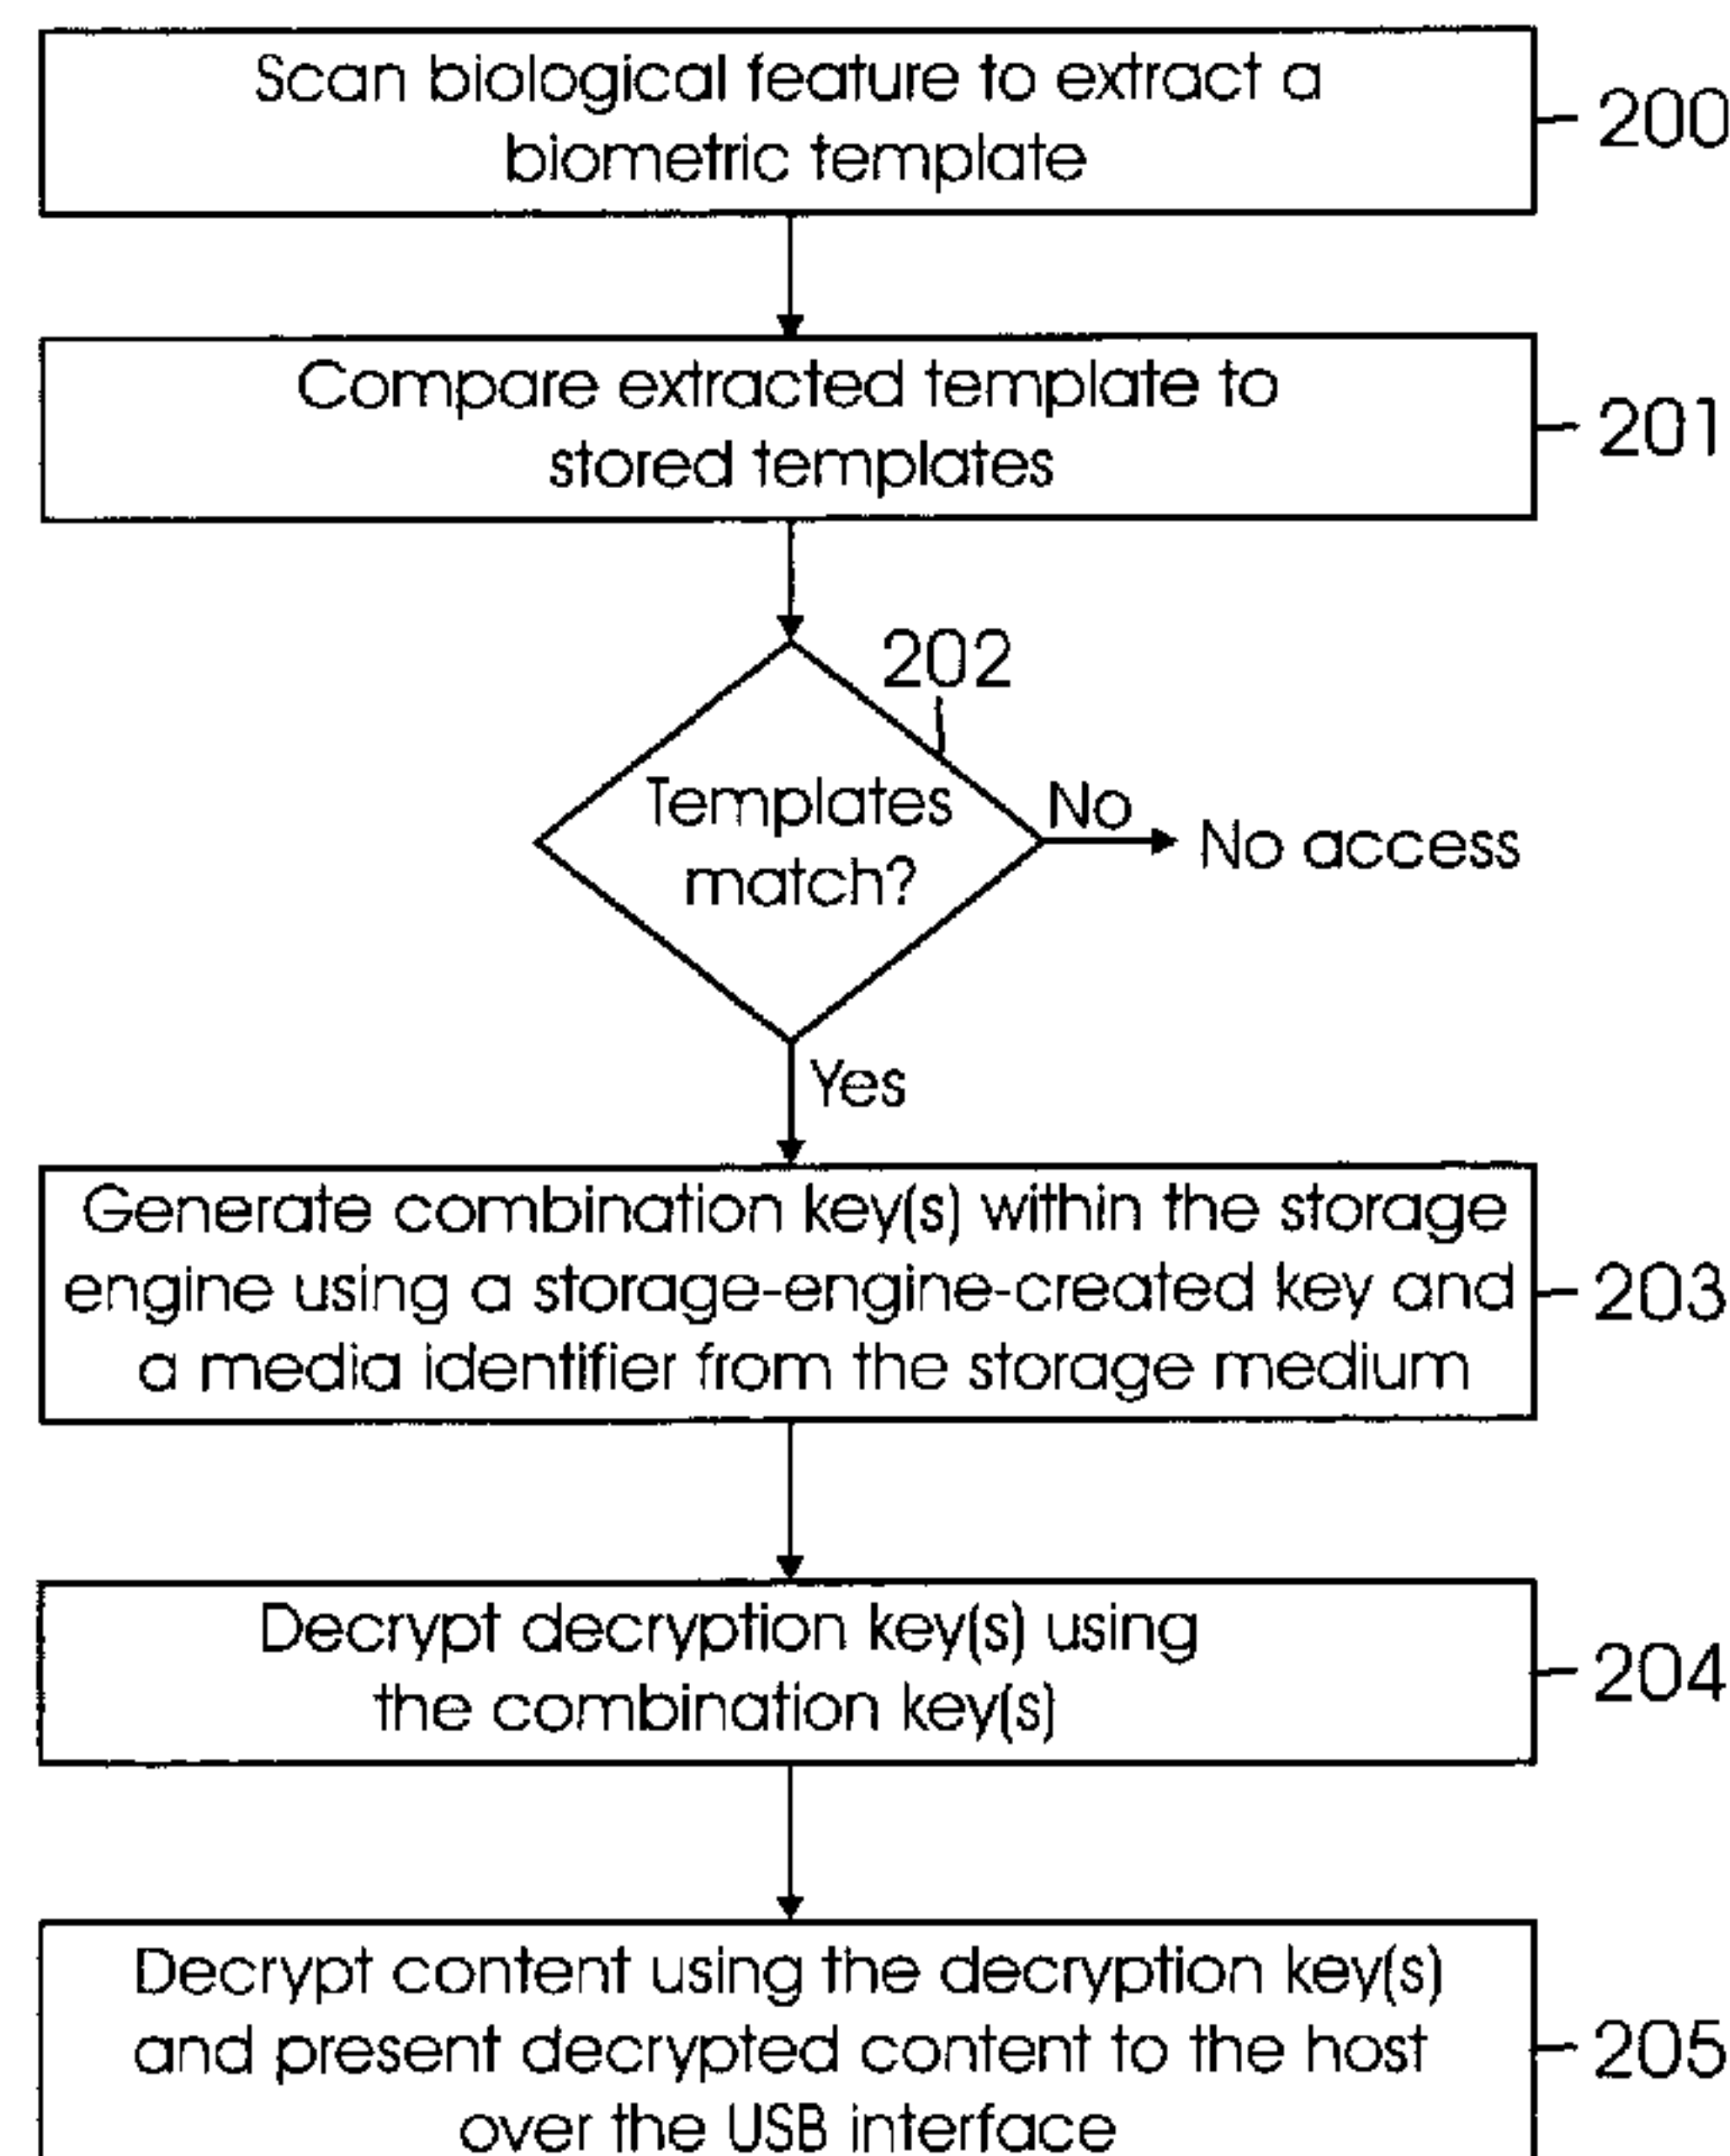 Scan biological feature to extract a
biometric template
200
Compare extracted template to
stored templates
201
202
Templates
match?
No
No access
Yes
Generate combination key(s) within the storage
engine using a storage-engine-created key and
a media identifier from the storage medium
203
Decrypt decryption key(s) using
the combination key(s)
204
Decrypt content using the decryption key(s)
and present decrypted content to the host
over the USB interface
205